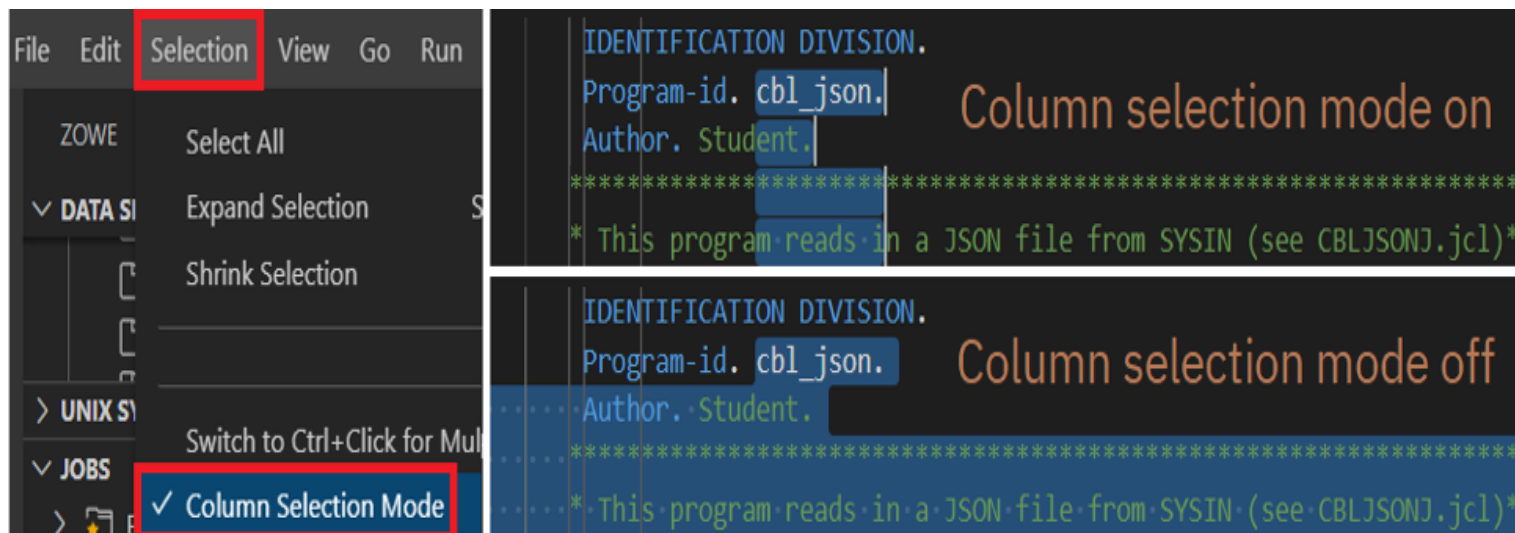 File Edit Selection View Go Run
ZOWE
Select All
Expand Selection S
DATA S
Shrink Selection
UNIX SY
Switch to Ctrl+Click for Mul
JOBS
✓ Column Selection Mode
IDENTIFICATION DIVISION.
Program-id. cbl_json.
Column selection mode on
Author. Student.
**************************************************************************
* This program reads in a JSON file from SYSIN (see CBLJSONJ.jcl)*
IDENTIFICATION DIVISION.
Program-id. cbl_json.
Column selection mode off
Author. Student.
**************************************************************************
* This program reads in a JSON file from SYSIN (see CBLJSONJ.jcl)*